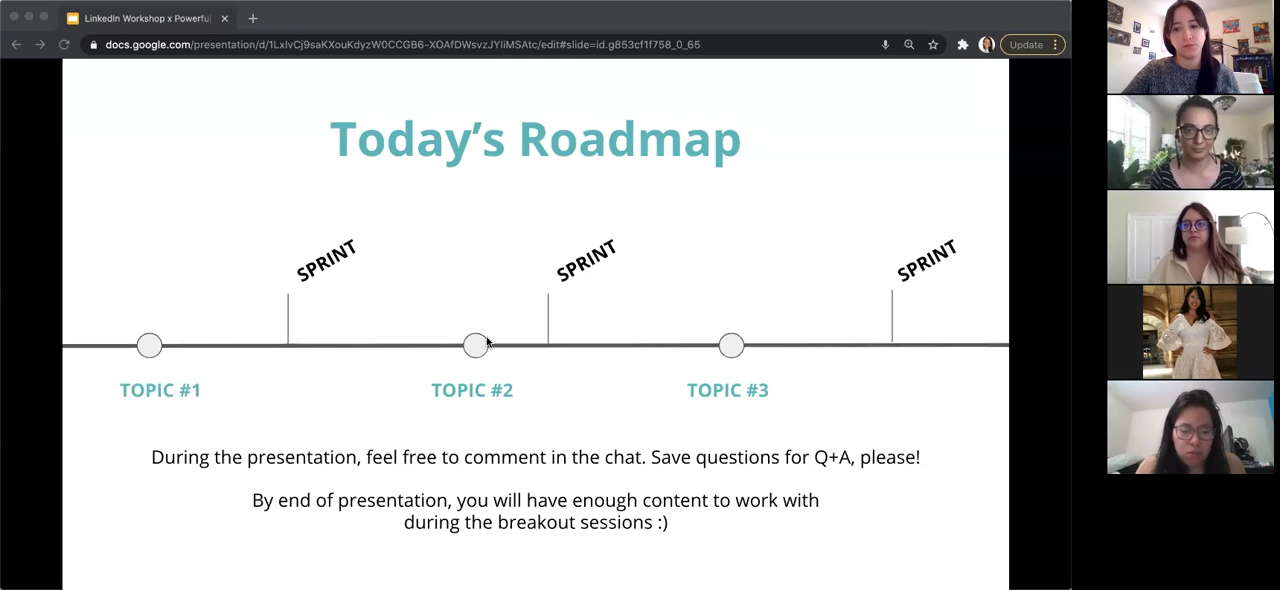 LinkedIn Workshop x Powerful
docs.google.com/presentation/d/1LxIvCj9saKXouKdyzW0CCGB6-XOAfDWsvzJYIiMSAtc/edit#slide=id.g853cf1f758_0_65
Update
Today's Roadmap
SPRINT
SPRINT
SPRINT
TOPIC #1
TOPIC #2
TOPIC #3
During the presentation, feel free to comment in the chat. Save questions for Q+A, please!
By end of presentation, you will have enough content to work with
during the breakout sessions :)